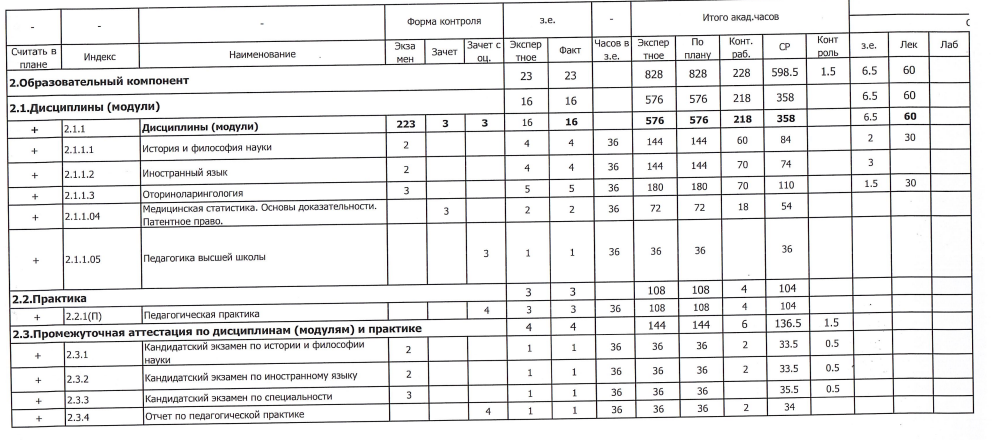 - - - Форма контроля з.е. - Итого акад.часов
Считать в плане Индекс Наименование Экза мен Зачет Зачет с оц. Экспер тное Факт Часов в з.е. Экспер тное По плану Конт. раб. СР Конт роль з.е. Лек Лаб
2.Образовательный компонент 23 23 828 828 228 598.5 1.5 6.5 60
2.1.Дисциплины (модули) 16 16 576 576 218 358 6.5 60
+ 2.1.1 Дисциплины (модули) 223 3 3 16 16 576 576 218 358 6.5 60
+ 2.1.1.1 История и философия науки 2 4 4 36 144 144 60 84 2 30
+ 2.1.1.2 Иностранный язык 2 4 4 36 144 144 70 74 3
+ 2.1.1.3 Оториноларингология 3 5 5 36 180 180 70 110 1.5 30
+ 2.1.1.04 Медицинская статистика. Основы доказательности. Патентное право. 3 2 2 36 72 72 18 54
+ 2.1.1.05 Педагогика высшей школы 3 1 1 36 36 36 36
2.2.Практика 3 3 108 108 4 104
+ 2.2.1(П) Педагогическая практика 4 3 3 36 108 108 4 104
2.3.Промежуточная аттестация по дисциплинам (модулям) и практике 4 4 144 144 6 136.5 1.5
+ 2.3.1 Кандидатский экзамен по истории и философии науки 2 1 1 36 36 36 2 33.5 0.5
+ 2.3.2 Кандидатский экзамен по иностранному языку 2 1 1 36 36 36 2 33.5 0.5
+ 2.3.3 Кандидатский экзамен по специальности 3 1 1 36 36 36 35.5 0.5
+ 2.3.4 Отчет по педагогической практике 4 1 1 36 36 36 2 34